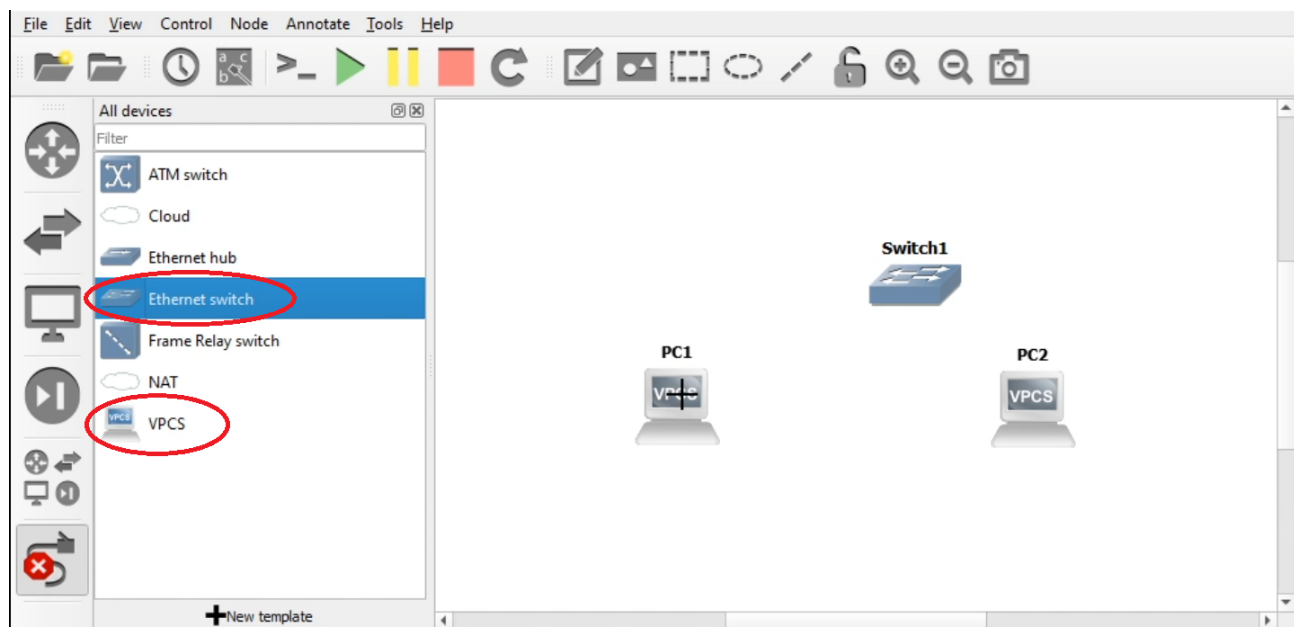 File Edit View Control Node Annotate Tools Help
All devices
Filter
ATM switch
Cloud
Ethernet hub
Ethernet switch
Frame Relay switch
NAT
VPCS
New template
Switch1
PC1
VPCS
PC2
VPCS